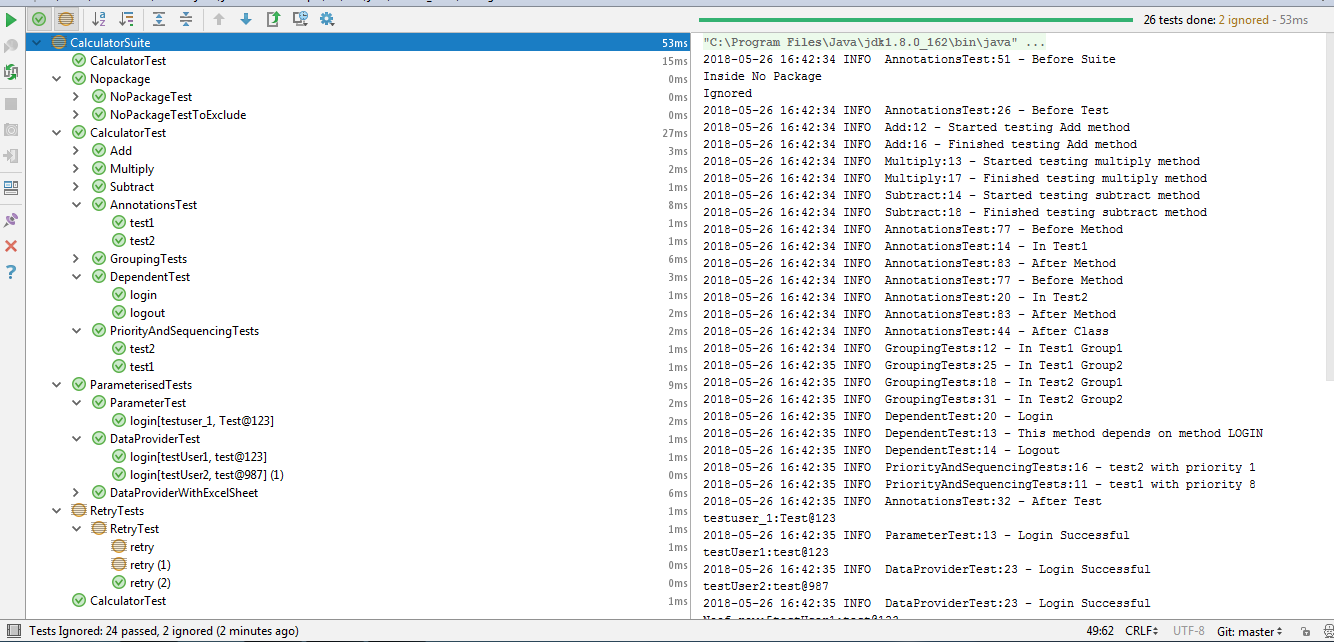 26 tests done: 2 ignored - 53ms
CalculatorSuite 53ms
CalculatorTest 15ms
Nopackage 0ms
NoPackageTest 0ms
NoPackageTestToExclude 0ms
CalculatorTest 27ms
Add 3ms
Multiply 2ms
Subtract 1ms
AnnotationsTest 8ms
test1 1ms
test2 1ms
GroupingTests 6ms
DependentTest 3ms
login 1ms
logout 2ms
PriorityAndSequencingTests 2ms
test2 1ms
test1 1ms
ParameterisedTests 9ms
ParameterTest 2ms
login[testuser_1, Test@123] 2ms
DataProviderTest 1ms
login[testUser1, test@123] 1ms
login[testUser2, test@987] (1) 0ms
DataProviderWithExcelSheet 6ms
RetryTests 1ms
RetryTest 1ms
retry 1ms
retry (1) 0ms
retry (2) 0ms
CalculatorTest 1ms
"C:\Program Files\Java\jdk1.8.0_162\bin\java" ...
2018-05-26 16:42:34 INFO  AnnotationsTest:51 - Before Suite
Inside No Package
Ignored
2018-05-26 16:42:34 INFO  AnnotationsTest:26 - Before Test
2018-05-26 16:42:34 INFO  Add:12 - Started testing Add method
2018-05-26 16:42:34 INFO  Add:16 - Finished testing Add method
2018-05-26 16:42:34 INFO  Multiply:13 - Started testing multiply method
2018-05-26 16:42:34 INFO  Multiply:17 - Finished testing multiply method
2018-05-26 16:42:34 INFO  Subtract:14 - Started testing subtract method
2018-05-26 16:42:34 INFO  Subtract:18 - Finished testing subtract method
2018-05-26 16:42:34 INFO  AnnotationsTest:77 - Before Method
2018-05-26 16:42:34 INFO  AnnotationsTest:14 - In Test1
2018-05-26 16:42:34 INFO  AnnotationsTest:83 - After Method
2018-05-26 16:42:34 INFO  AnnotationsTest:77 - Before Method
2018-05-26 16:42:34 INFO  AnnotationsTest:20 - In Test2
2018-05-26 16:42:34 INFO  AnnotationsTest:83 - After Method
2018-05-26 16:42:34 INFO  AnnotationsTest:44 - After Class
2018-05-26 16:42:34 INFO  GroupingTests:12 - In Test1 Group1
2018-05-26 16:42:35 INFO  GroupingTests:25 - In Test1 Group2
2018-05-26 16:42:35 INFO  GroupingTests:18 - In Test2 Group1
2018-05-26 16:42:35 INFO  GroupingTests:31 - In Test2 Group2
2018-05-26 16:42:35 INFO  DependentTest:20 - Login
2018-05-26 16:42:35 INFO  DependentTest:13 - This method depends on method LOGIN
2018-05-26 16:42:35 INFO  DependentTest:14 - Logout
2018-05-26 16:42:35 INFO  PriorityAndSequencingTests:16 - test2 with priority 1
2018-05-26 16:42:35 INFO  PriorityAndSequencingTests:11 - test1 with priority 8
2018-05-26 16:42:35 INFO  AnnotationsTest:32 - After Test
testuser_1:Test@123
2018-05-26 16:42:35 INFO  ParameterTest:13 - Login Successful
testUser1:test@123
2018-05-26 16:42:35 INFO  DataProviderTest:23 - Login Successful
testUser2:test@987
2018-05-26 16:42:35 INFO  DataProviderTest:23 - Login Successful
Tests Ignored: 24 passed, 2 ignored (2 minutes ago) 49:62 CRLF UTF-8 Git: master